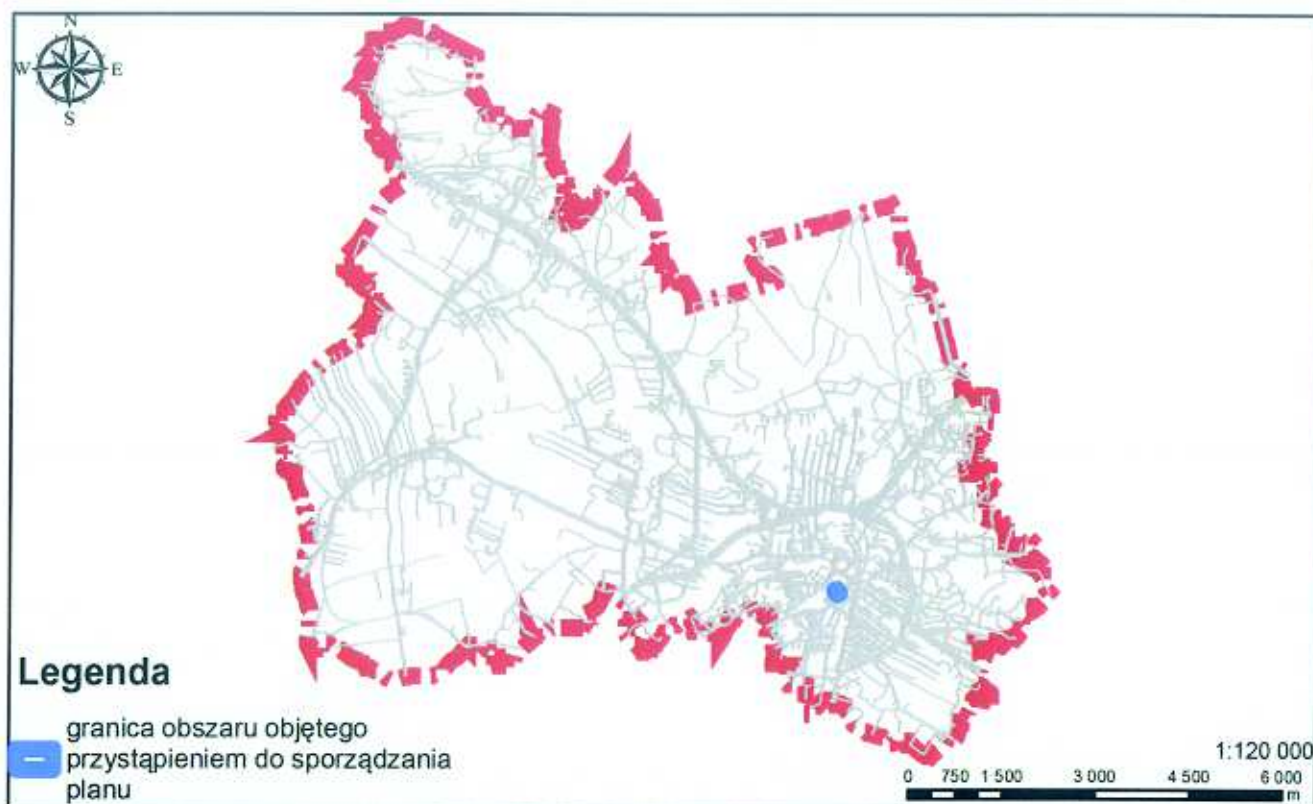 N
W E
S
Legenda
granica obszaru objętego
przystąpieniem do sporządzania
planu
1:120 000
0 750 1 500 3 000 4 500 6 000
m